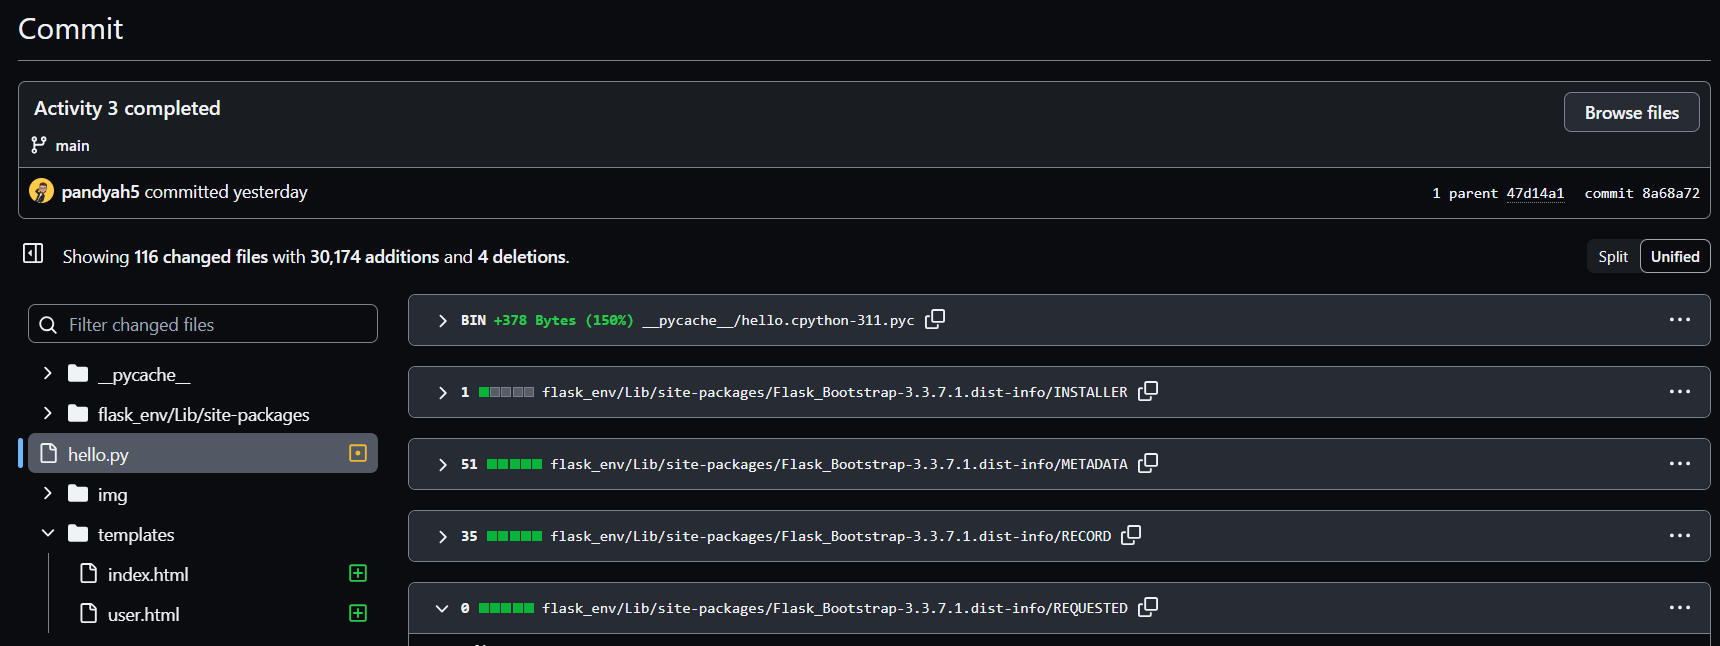 Commit
Activity 3 completed
Browse files
main
pandyah5 committed yesterday
1 parent 47d14a1 commit 8a68a72
Showing 116 changed files with 30,174 additions and 4 deletions.
Split Unified
Filter changed files
__pycache__
flask_env/Lib/site-packages
hello.py
img
templates
index.html
user.html
BIN +378 Bytes (150%) __pycache__/hello.cpython-311.pyc
1 flask_env/Lib/site-packages/Flask_Bootstrap-3.3.7.1.dist-info/INSTALLER
51 flask_env/Lib/site-packages/Flask_Bootstrap-3.3.7.1.dist-info/METADATA
35 flask_env/Lib/site-packages/Flask_Bootstrap-3.3.7.1.dist-info/RECORD
0 flask_env/Lib/site-packages/Flask_Bootstrap-3.3.7.1.dist-info/REQUESTED